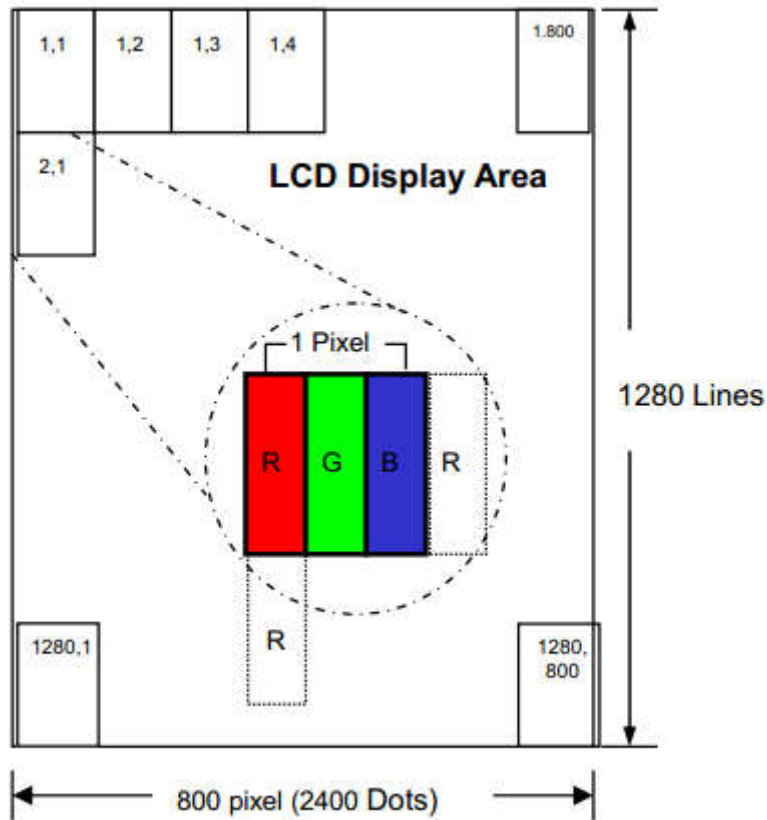 1,1
1,2
1,3
1,4
1.800
2,1
LCD Display Area
1 Pixel
R
G
B
R
1280 Lines
R
1280,1
1280,
800
800 pixel (2400 Dots)